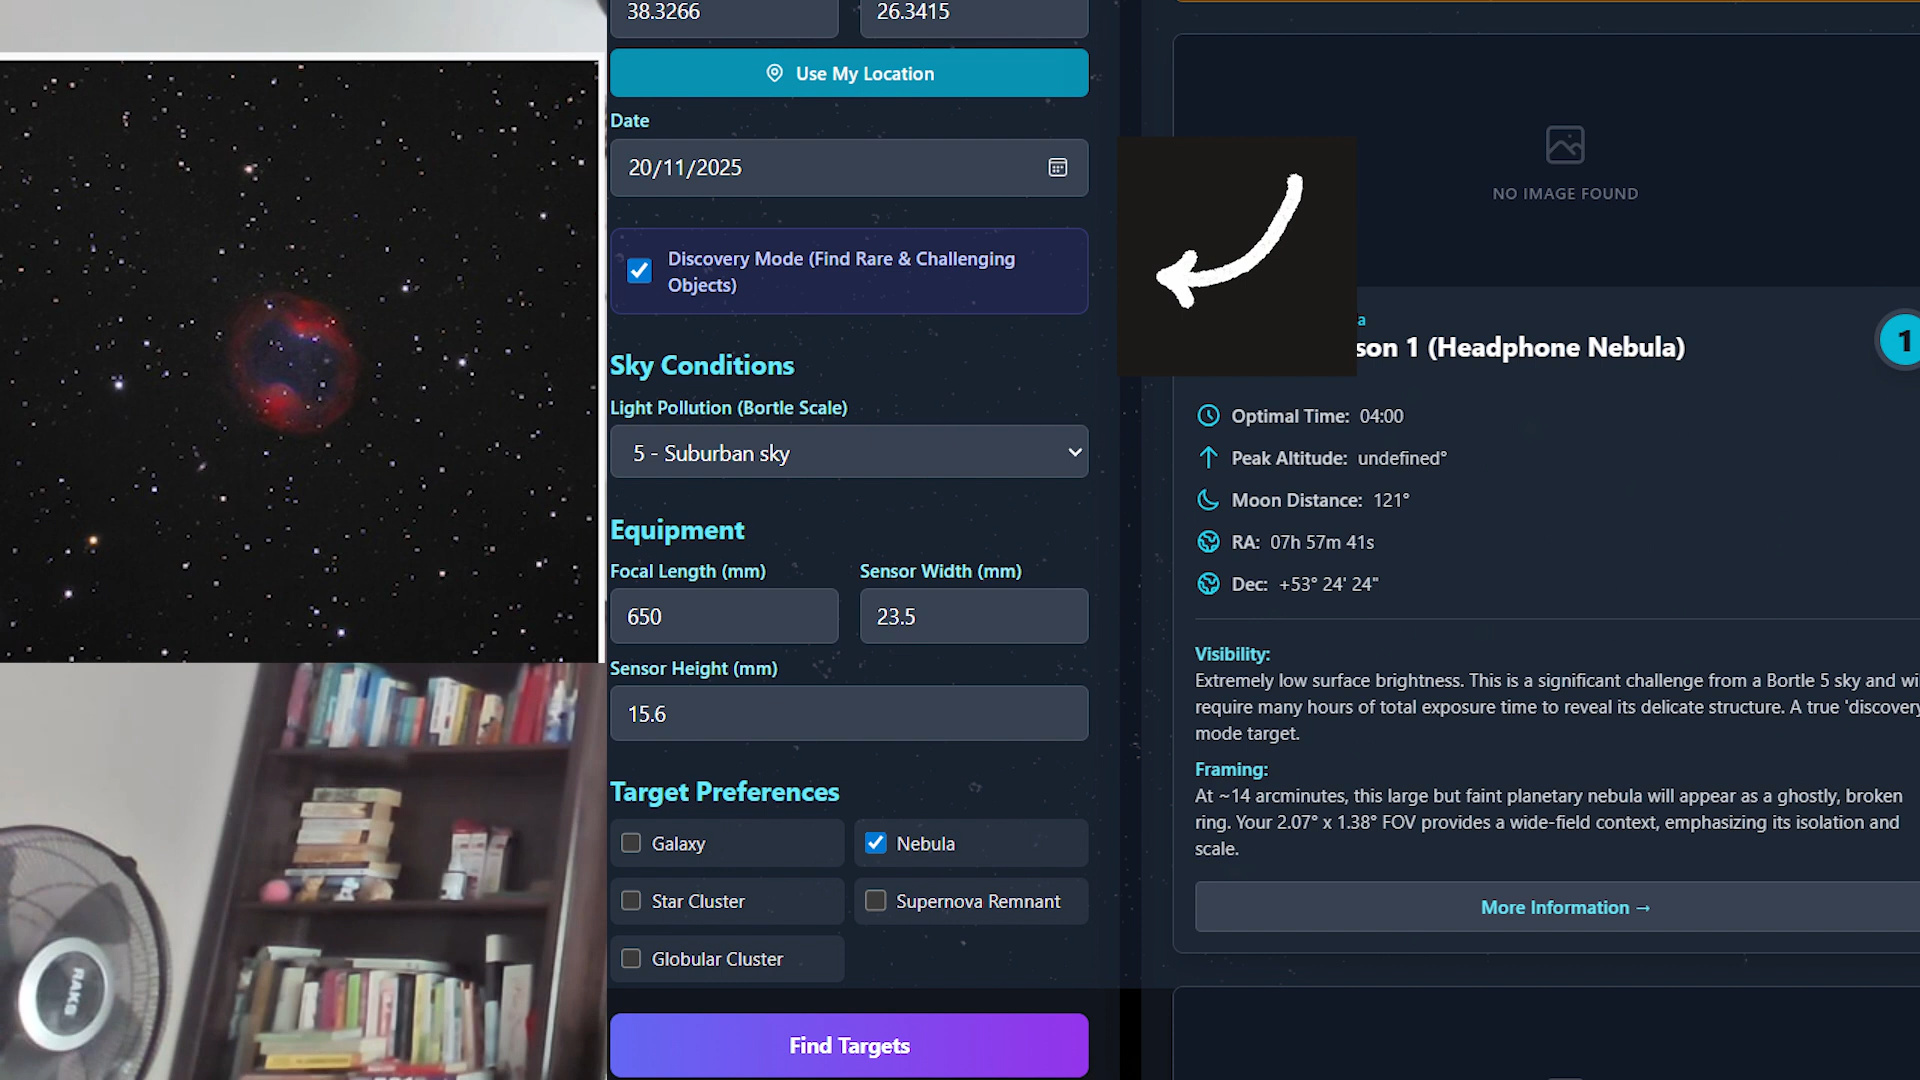 38.3266
26.3415
Use My Location
Date
20/11/2025
Discovery Mode (Find Rare & Challenging
Objects)
Sky Conditions
Light Pollution (Bortle Scale)
5 - Suburban sky
Equipment
Focal Length (mm)
Sensor Width (mm)
650
23.5
Sensor Height (mm)
15.6
Target Preferences
Galaxy
Nebula
Star Cluster
Supernova Remnant
Globular Cluster
Find Targets
RAKS
NO IMAGE FOUND
a
son 1 (Headphone Nebula)
1
Optimal Time: 04:00
Peak Altitude: undefined°
Moon Distance: 121°
RA: 07h 57m 41s
Dec: +53° 24' 24"
Visibility:
Extremely low surface brightness. This is a significant challenge from a Bortle 5 sky and wi
require many hours of total exposure time to reveal its delicate structure. A true 'discovery
mode target.
Framing:
At ~14 arcminutes, this large but faint planetary nebula will appear as a ghostly, broken
ring. Your 2.07° x 1.38° FOV provides a wide-field context, emphasizing its isolation and
scale.
More Information →